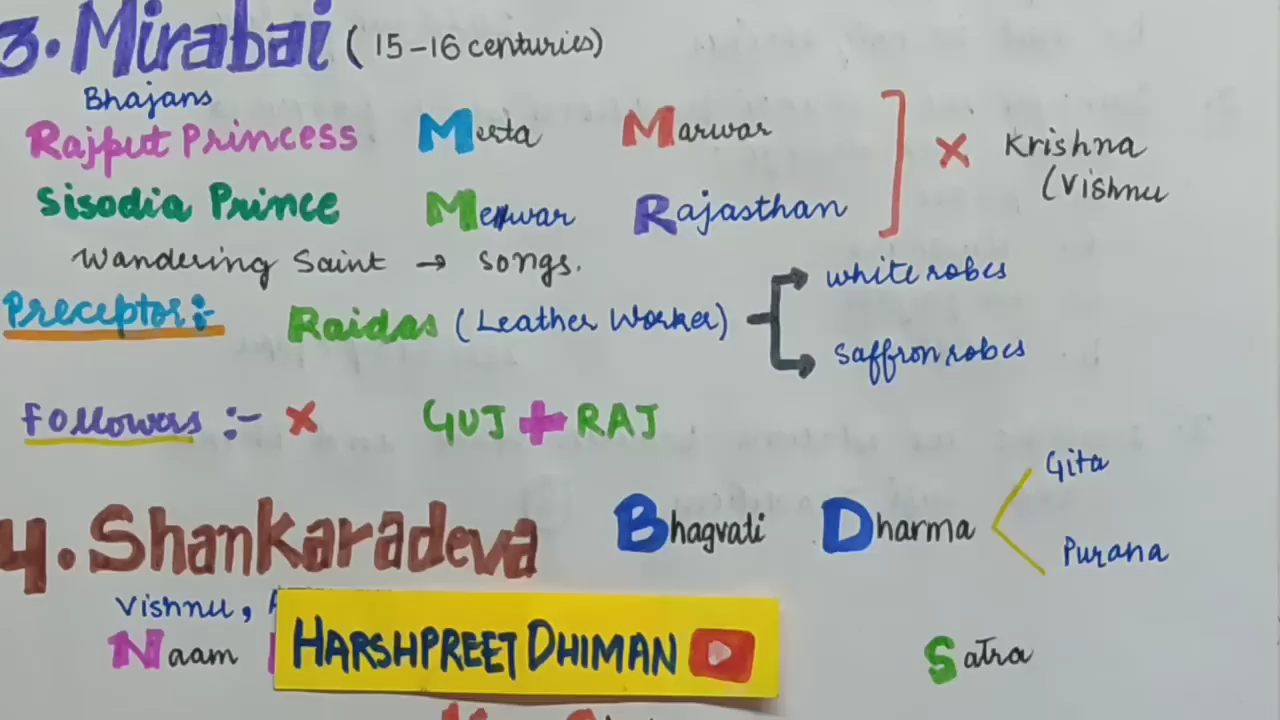 3. Mirabai (15-16 centuries)
Bhajans
Rajput Princess Merta Marwar
Krishna
(Vishnu
Sisodia Prince Mewar Rajasthan
Wandering Saint → songs.
Preceptor:- Raidas (Leather Worker)
white robes
saffron robes
Followers :- × GUJ + RAJ
4. Shankaradeva Bhagvati Dharma
Gita
Purana
Vishnu,
Naam
HARSHPREET DHIMAN
Satra